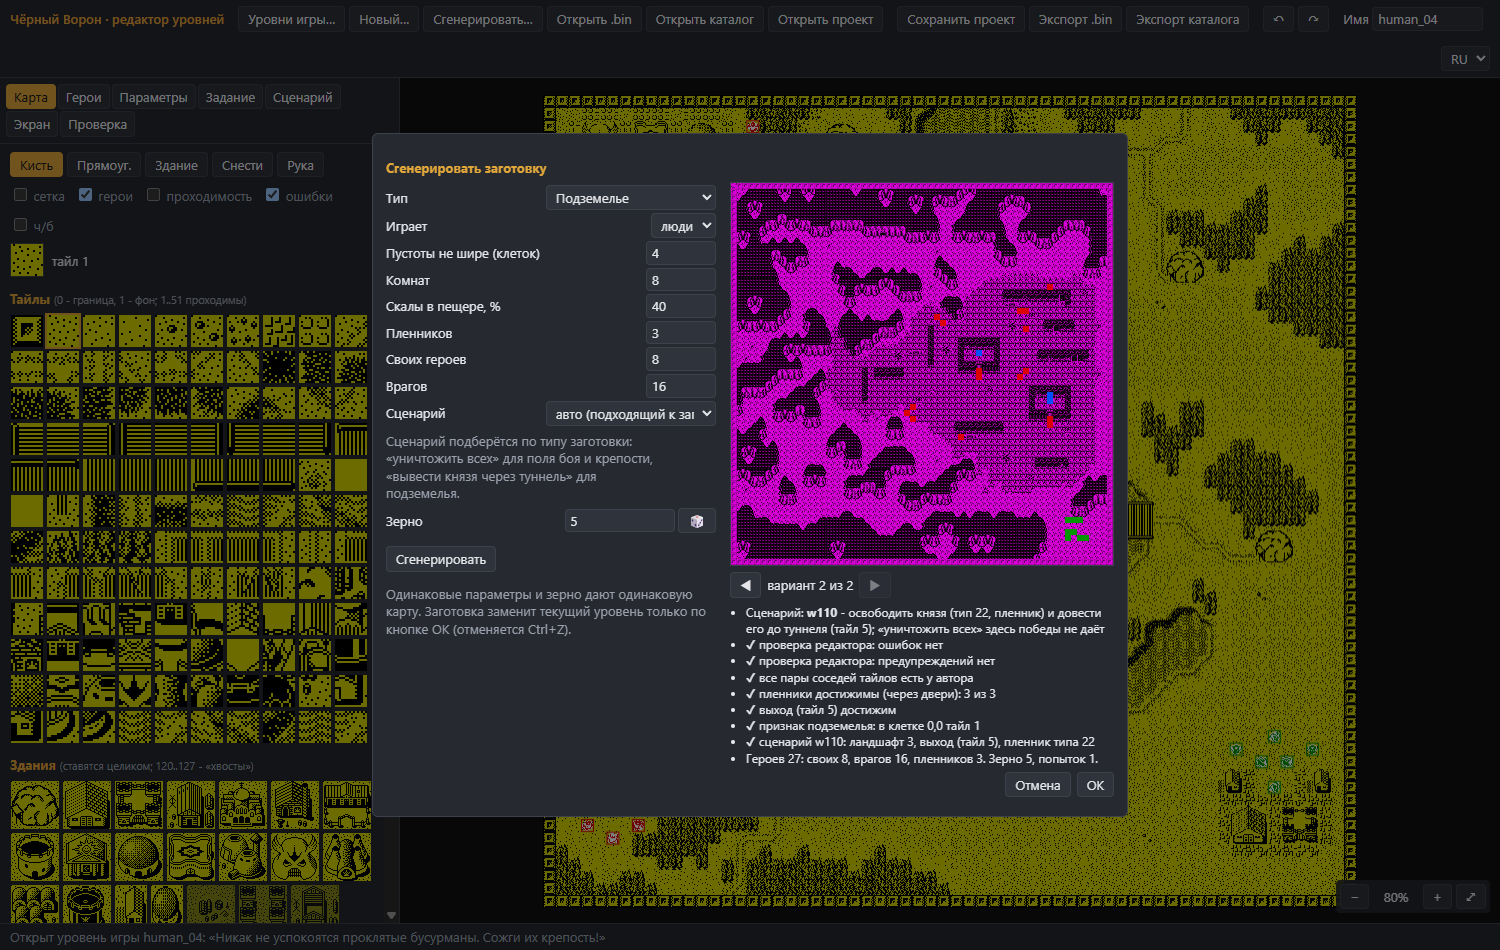 Чёрный Ворон · редактор уровней
Уровни игры...
Новый...
Сгенерировать...
Открыть .bin
Открыть каталог
Открыть проект
Сохранить проект
Экспорт .bin
Экспорт каталога
Имя
human_04
RU
Карта
Герои
Параметры
Задание
Сценарий
Экран
Проверка
Кисть
Прямоуг.
Здание
Снести
Рука
сетка
герои
проходимость
ошибки
ч/б
тайл 1
Тайлы (0 - граница, 1 - фон; 1..51 проходимы)
Здания (ставятся целиком; 120..127 - «хвосты»)
Сгенерировать заготовку
Тип
Подземелье
Играет
люди
Пустоты не шире (клеток)
4
Комнат
8
Скалы в пещере, %
40
Пленников
3
Своих героев
8
Врагов
16
Сценарий
авто (подходящий к заг
Сценарий подберётся по типу заготовки:
«уничтожить всех» для поля боя и крепости,
«вывести князя через туннель» для
подземелья.
Зерно
5
Сгенерировать
Одинаковые параметры и зерно дают одинаковую
карту. Заготовка заменит текущий уровень только по
кнопке ОК (отменяется Ctrl+Z).
◀
вариант 2 из 2
▶
• Сценарий: w110 - освободить князя (тип 22, пленник) и довести
его до туннеля (тайл 5); «уничтожить всех» здесь победы не даёт
• ✓ проверка редактора: ошибок нет
• ✓ проверка редактора: предупреждений нет
• ✓ все пары соседей тайлов есть у автора
• ✓ пленники достижимы (через двери): 3 из 3
• ✓ выход (тайл 5) достижим
• ✓ признак подземелья: в клетке 0,0 тайл 1
• ✓ сценарий w110: ландшафт 3, выход (тайл 5), пленник типа 22
• Героев 27: своих 8, врагов 16, пленников 3. Зерно 5, попыток 1.
Отмена
ОК
− 80% +
Открыт уровень игры human_04: «Никак не успокоятся проклятые бусурманы. Сожги их крепость!»